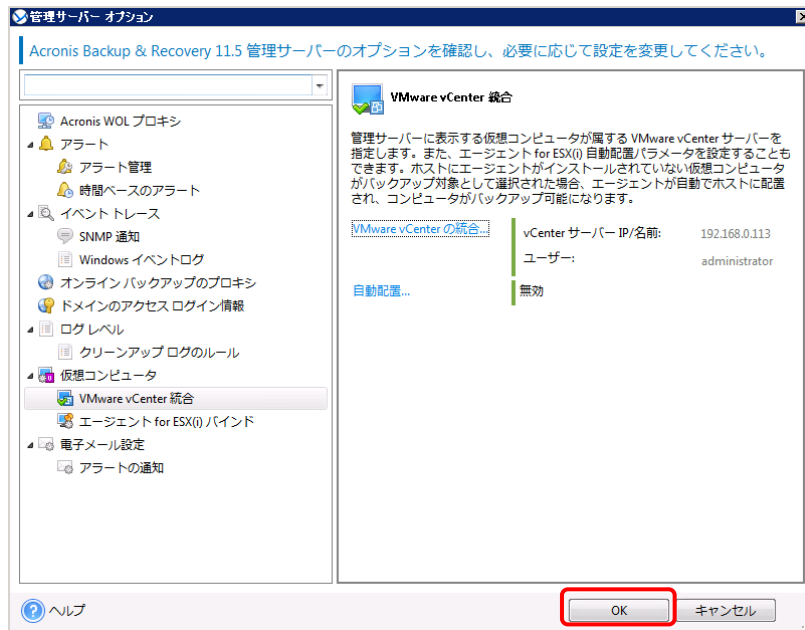 管理サーバー オプション
Acronis Backup & Recovery 11.5 管理サーバーのオプションを確認し、必要に応じて設定を変更してください。
Acronis WOL プロキシ
アラート
アラート管理
時間ベースのアラート
イベント トレース
SNMP 通知
Windows イベントログ
オンライン バックアップのプロキシ
ドメインのアクセス ログイン情報
ログ レベル
クリーンアップ ログのルール
仮想コンピュータ
VMware vCenter 統合
エージェント for ESX(i) バインド
電子メール設定
アラートの通知
VMware vCenter 統合
管理サーバーに表示する仮想コンピュータが属する VMware vCenter サーバーを
指定します。また、エージェント for ESX(i) 自動配置パラメータを設定することも
できます。ホストにエージェントがインストールされていない仮想コンピュータ
がバックアップ対象として選択された場合、エージェントが自動でホストに配置
され、コンピュータがバックアップ可能になります。
VMware vCenter の統合...
vCenter サーバー IP/名前: 192.168.0.113
ユーザー: administrator
自動配置... 無効
ヘルプ
OK
キャンセル